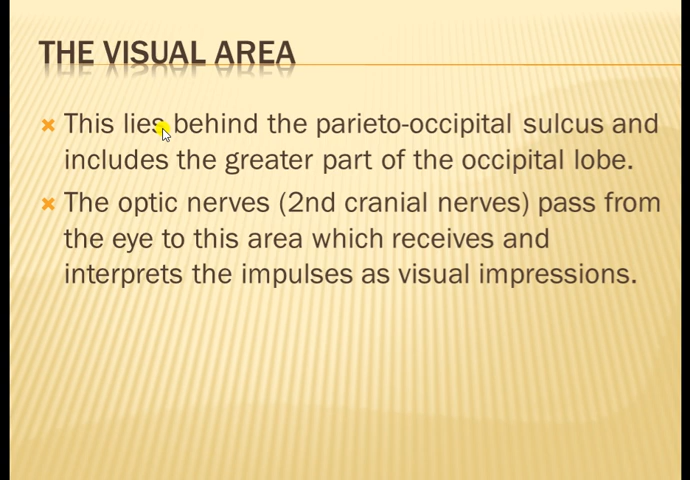 THE VISUAL AREA
This lies behind the parieto-occipital sulcus and
includes the greater part of the occipital lobe.
The optic nerves (2nd cranial nerves) pass from
the eye to this area which receives and
interprets the impulses as visual impressions.